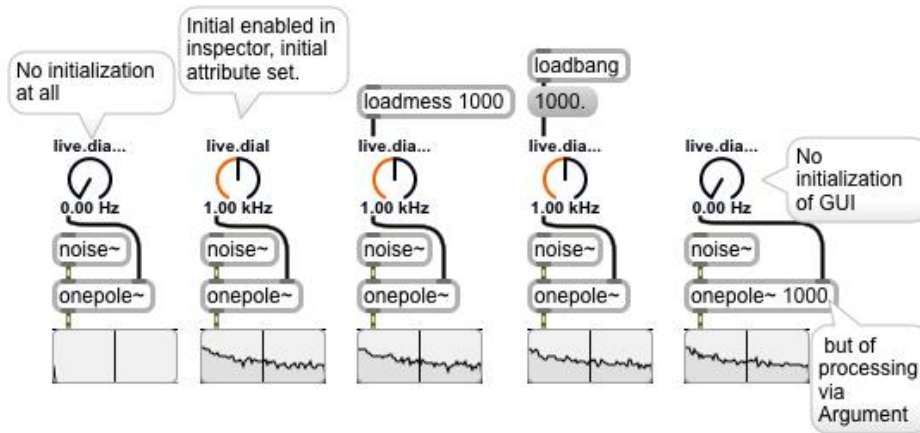 No initialization
at all
Initial enabled in
inspector, initial
attribute set.
loadmess 1000
loadbang
1000.
live.dia...
live.dial
live.dia...
live.dia...
live.dia...
0.00 Hz
1.00 kHz
1.00 kHz
1.00 kHz
0.00 Hz
No
initialization
of GUI
noise~
noise~
noise~
noise~
noise~
onepole~
onepole~
onepole~
onepole~
onepole~ 1000
but of
processing
via
Argument